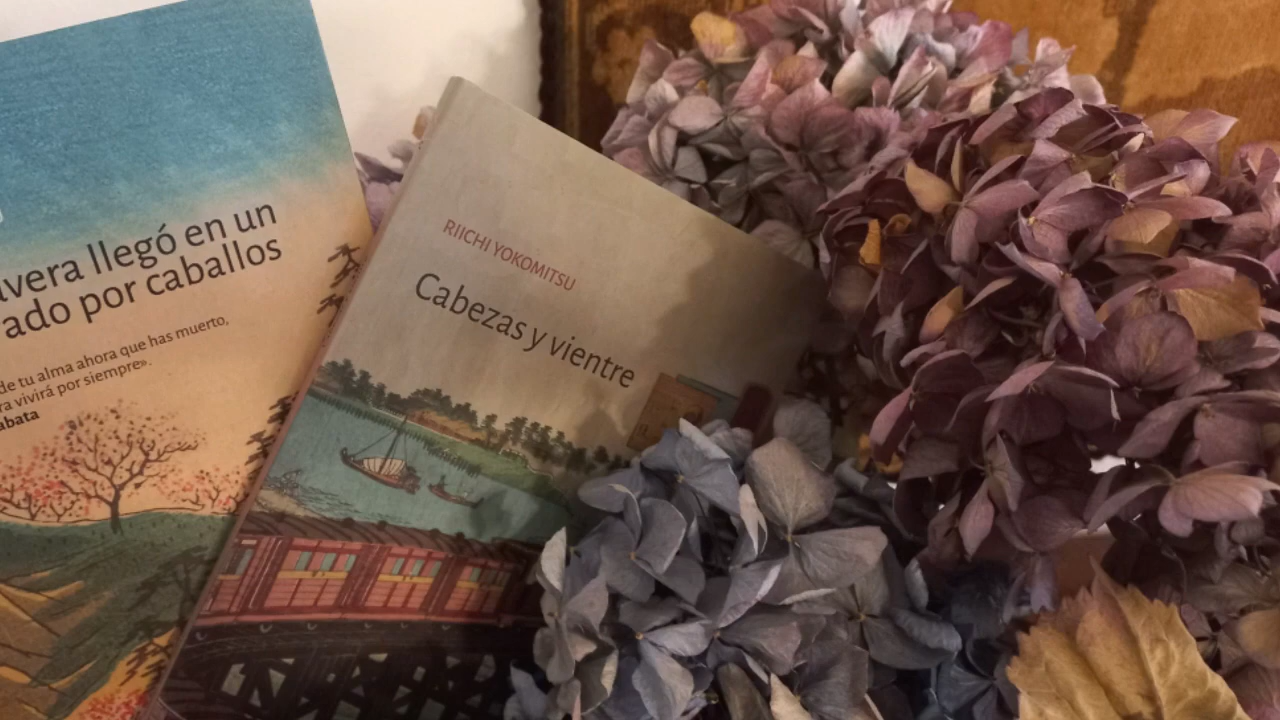 vera llegó en un
ado por caballos
de tu alma ahora que has muerto,
ra vivirá por siempre».
abata
RIICHI YOKOMITSU
Cabezas y vientre